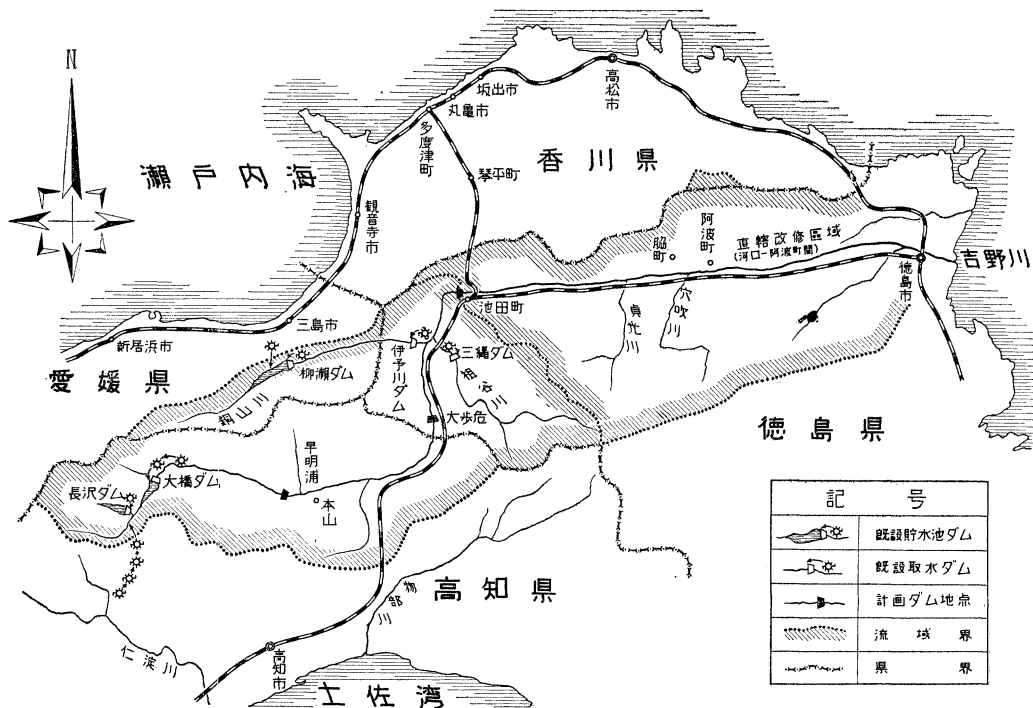 N
瀬戸内海
坂出市
丸亀市
多度津町
高松市
香川県
琴平町
観音寺市
阿波町
脇町
直轄改修区域
(河口-阿波町間)
吉野川
徳島市
池田町
三島市
新居浜市
愛媛県
柳瀬ダム
銅山川
伊予川ダム
三縄ダム
祖谷川
貞光川
穴吹川
大歩危
徳島県
早明浦
本山
大橋ダム
長沢ダム
高知県
物部川
仁淀川
高知市
土佐湾
記号
既設貯水池ダム
既設取水ダム
計画ダム地点
流域界
県界